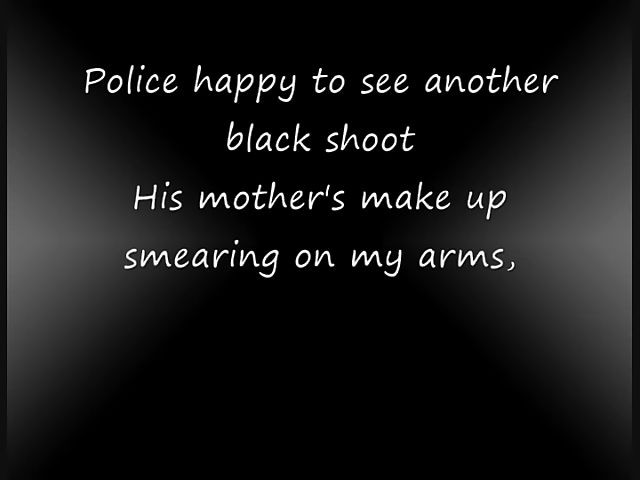 Police happy to see another
black shoot
His mother's make up
smearing on my arms,